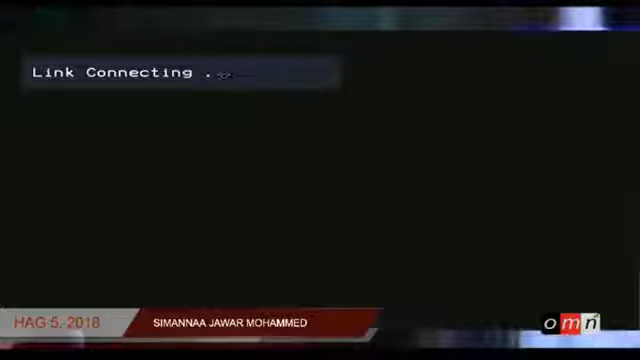 Link Connecting .
HAG 5, 2018
SIMANNAA JAWAR MOHAMMED
omn